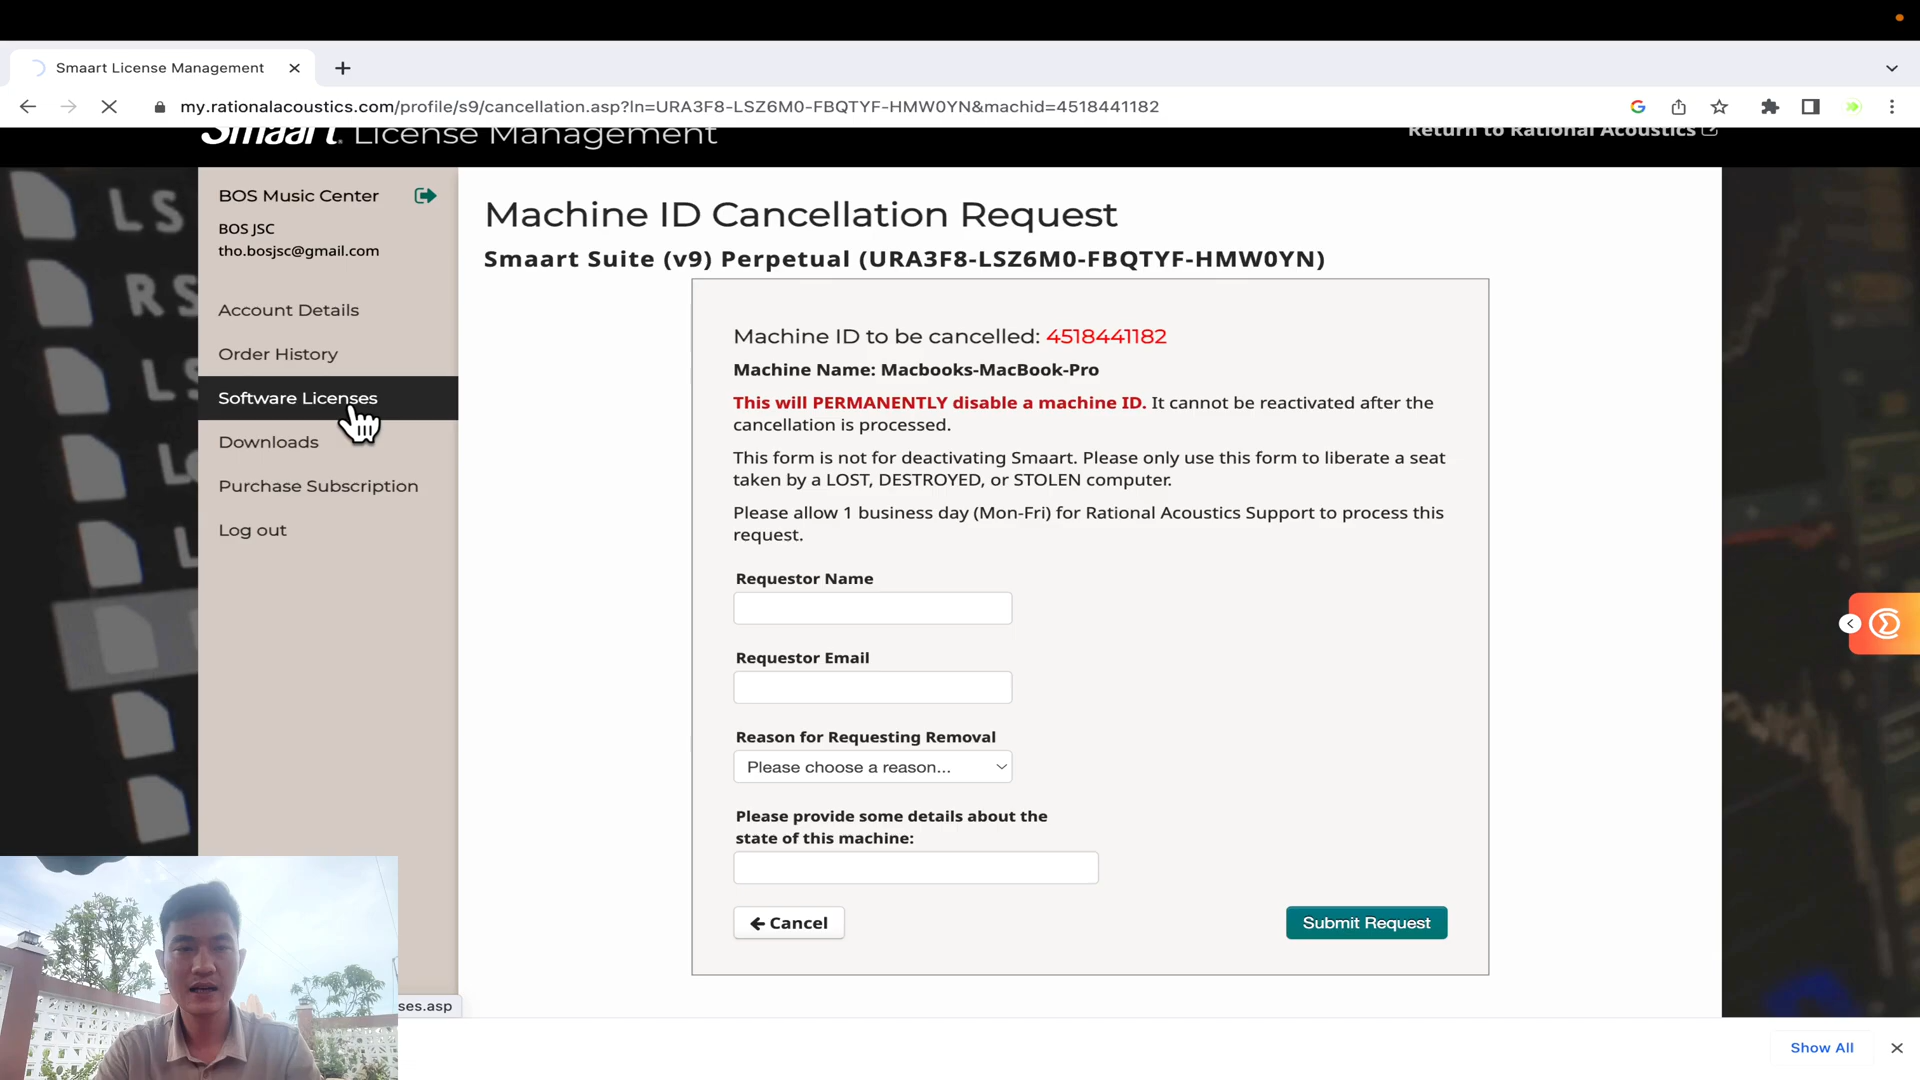 Smaart License Management
my.rationalacoustics.com/profile/s9/cancellation.asp?ln=URA3F8-LSZ6M0-FBQTYF-HMW0YN&machid=4518441182
Smaart License Management
Return to Rational Acoustics
BOS Music Center
BOS JSC
tho.bosjsc@gmail.com
Account Details
Order History
Software Licenses
Downloads
Purchase Subscription
Log out
Machine ID Cancellation Request
Smaart Suite (v9) Perpetual (URA3F8-LSZ6M0-FBQTYF-HMW0YN)
Machine ID to be cancelled: 4518441182
Machine Name: Macbooks-MacBook-Pro
This will PERMANENTLY disable a machine ID. It cannot be reactivated after the
cancellation is processed.
This form is not for deactivating Smaart. Please only use this form to liberate a seat
taken by a LOST, DESTROYED, or STOLEN computer.
Please allow 1 business day (Mon-Fri) for Rational Acoustics Support to process this
request.
Requestor Name
Requestor Email
Reason for Requesting Removal
Please choose a reason...
Please provide some details about the
state of this machine:
Cancel
Submit Request
ses.asp
Show All
LS
RS
LS